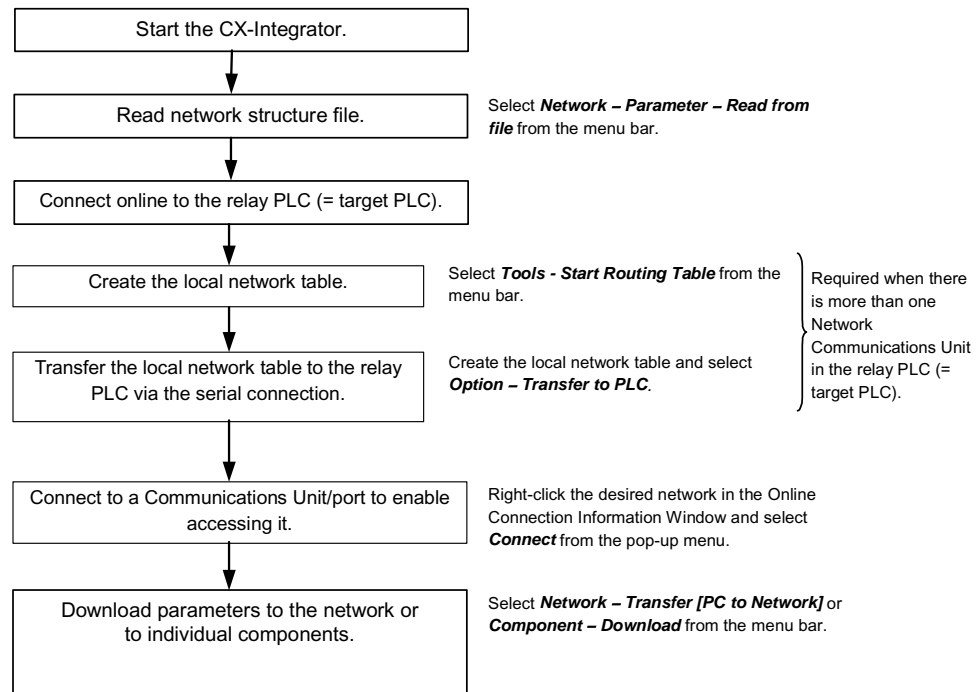 Start the CX-Integrator.
Read network structure file.
Select Network – Parameter – Read from
file from the menu bar.
Connect online to the relay PLC (= target PLC).
Create the local network table.
Select Tools - Start Routing Table from the
menu bar.
Transfer the local network table to the relay
PLC via the serial connection.
Create the local network table and select
Option – Transfer to PLC.
Required when there
is more than one
Network
Communications Unit
in the relay PLC (=
target PLC).
Connect to a Communications Unit/port to enable
accessing it.
Right-click the desired network in the Online
Connection Information Window and select
Connect from the pop-up menu.
Download parameters to the network or
to individual components.
Select Network – Transfer [PC to Network] or
Component – Download from the menu bar.